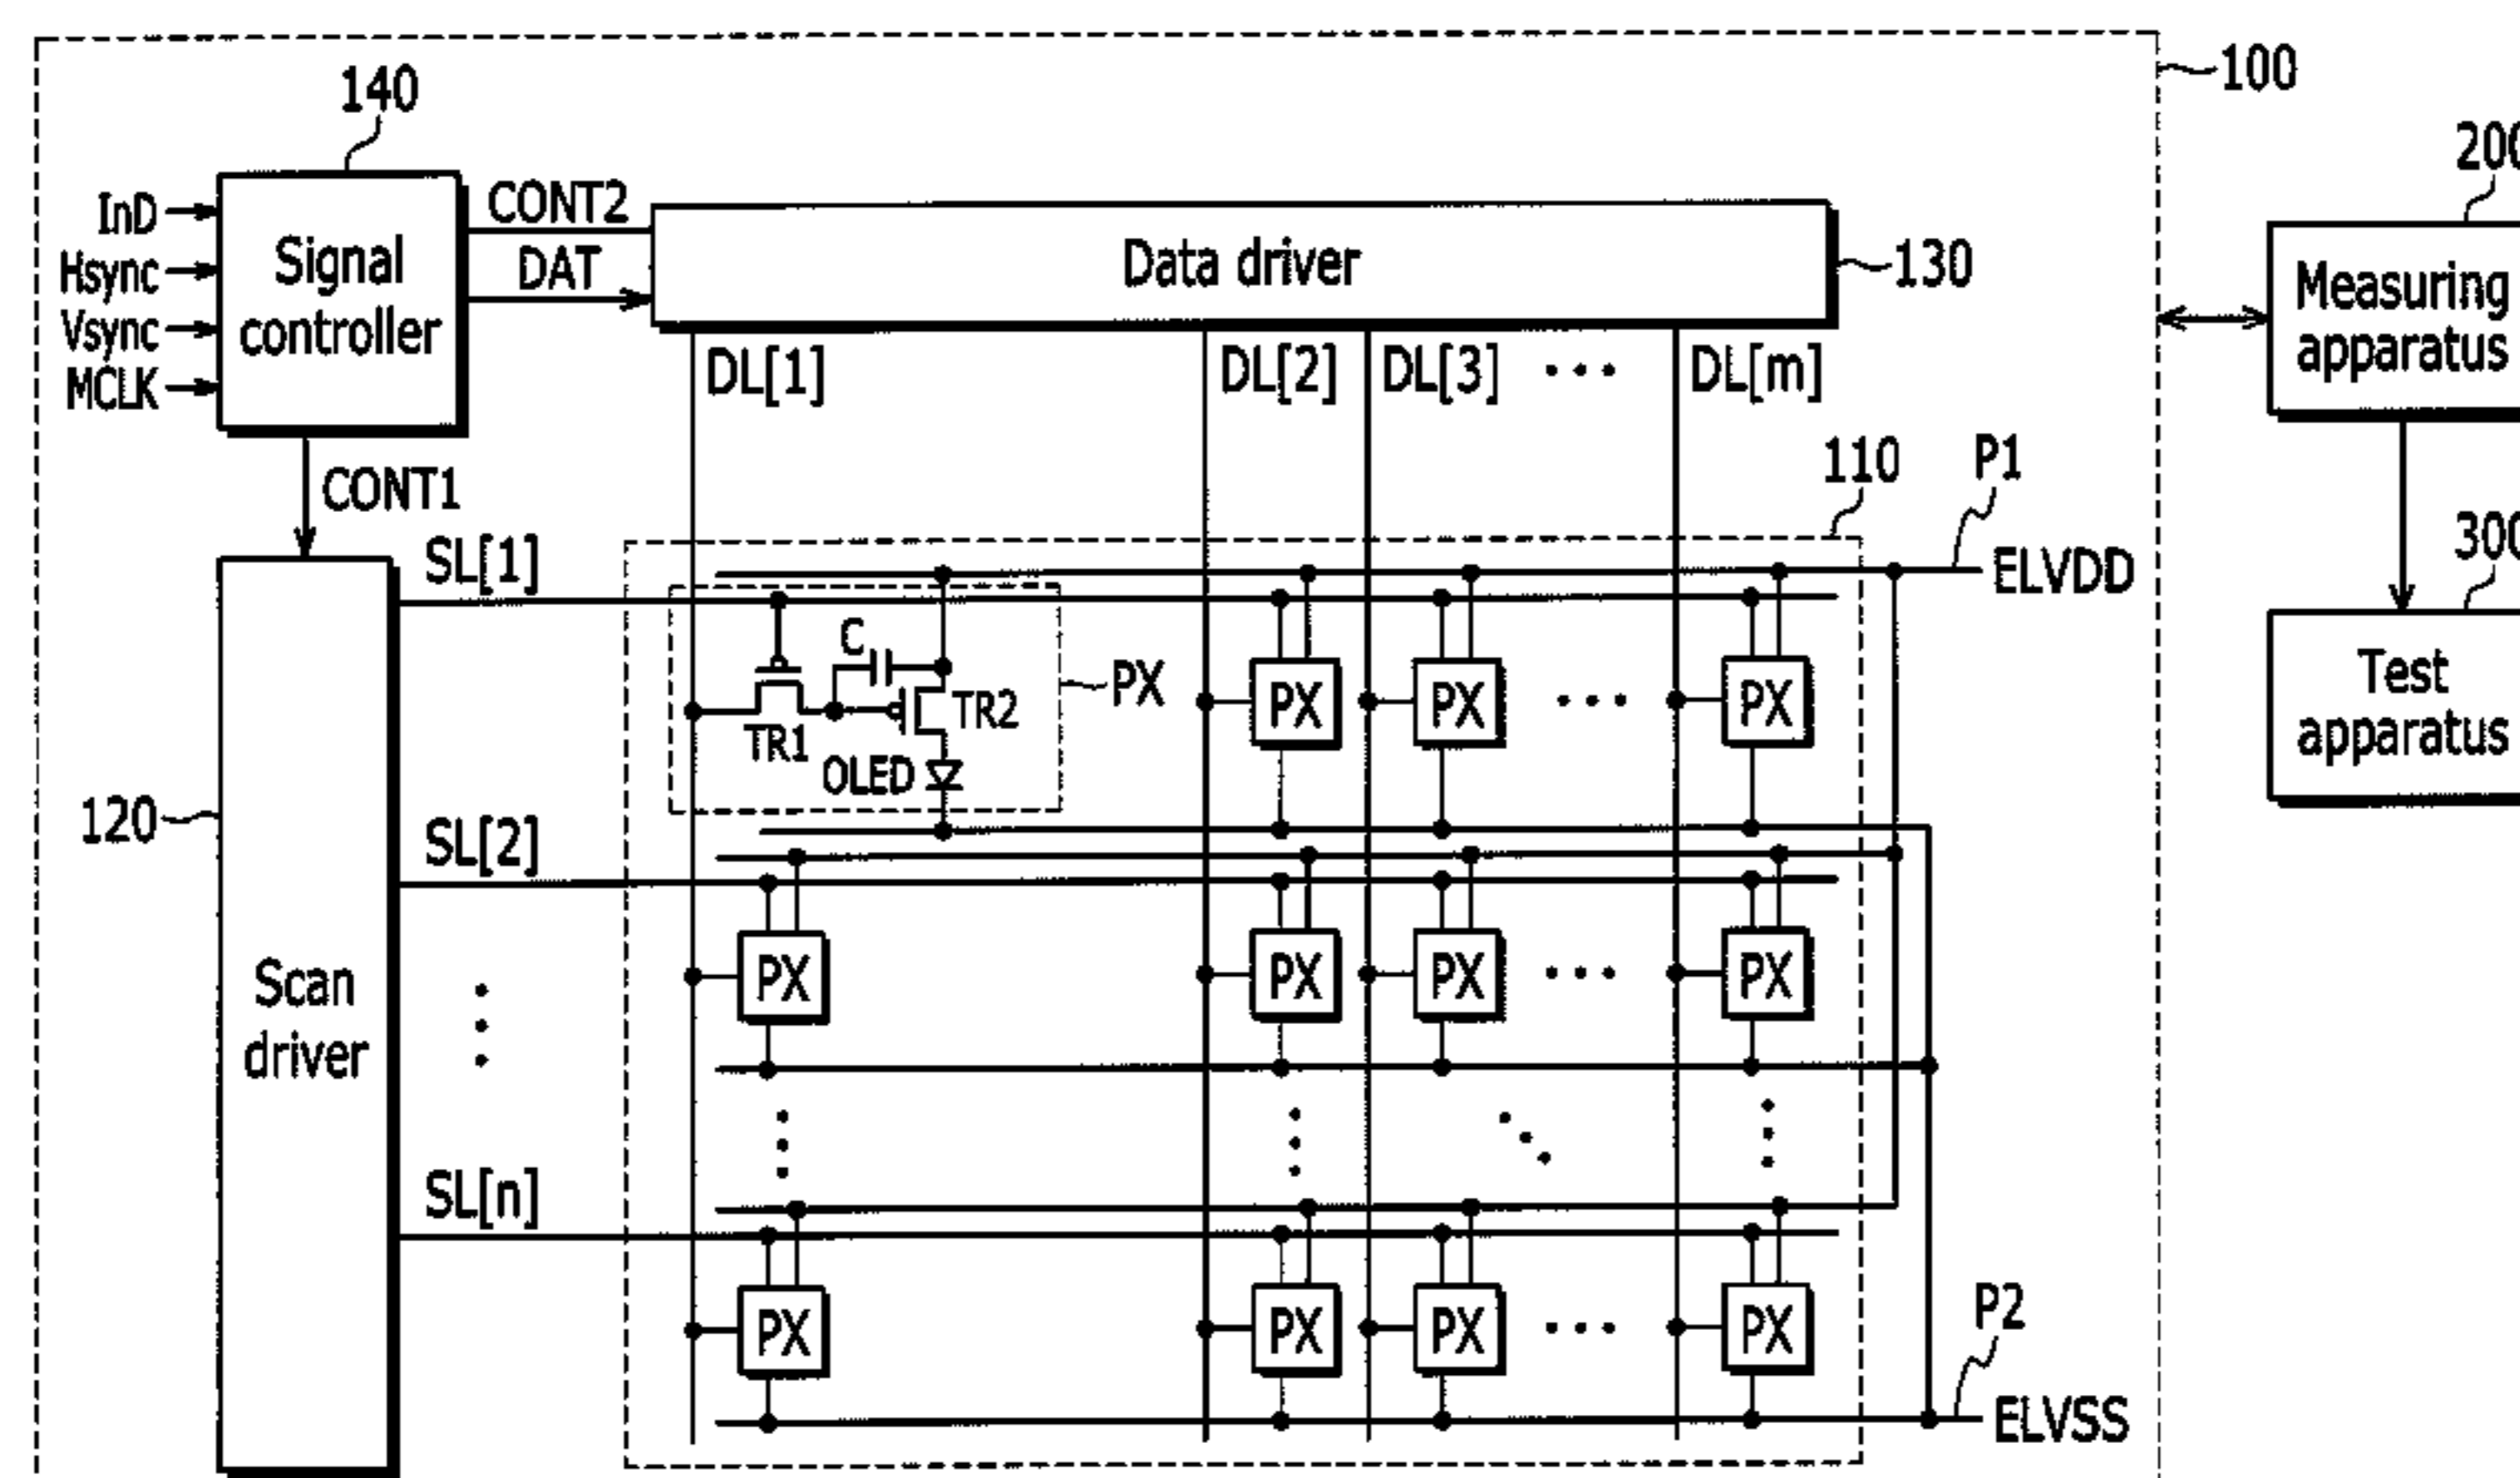 100
140
200
InD
Hsync
Vsync
MCLK
Signal
controller
CONT2
DAT
Data driver
130
Measuring
apparatus
DL[1]
DL[2]
DL[3]
DL[m]
CONT1
110
P1
300
SL[1]
ELVDD
C
TR1
TR2
OLED
PX
PX
PX
PX
Test
apparatus
120
SL[2]
Scan
driver
PX
PX
PX
PX
SL[n]
PX
PX
PX
PX
P2
ELVSS